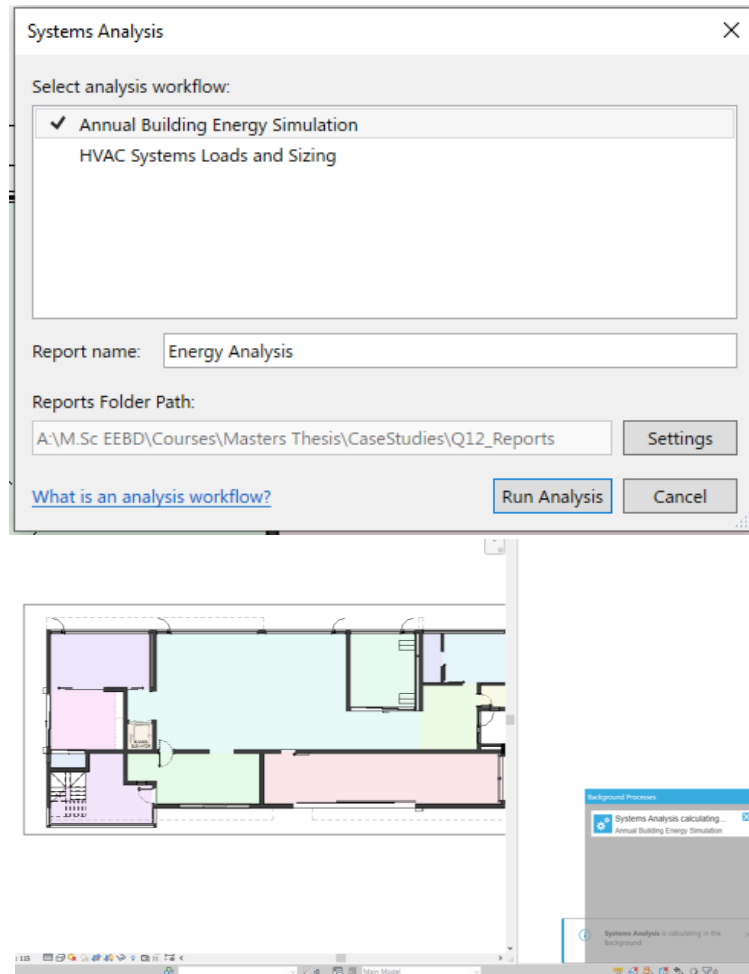 Systems Analysis
Select analysis workflow:
Annual Building Energy Simulation
HVAC Systems Loads and Sizing
Report name:
Energy Analysis
Reports Folder Path:
A:\M.Sc EEBD\Courses\Masters Thesis\CaseStudies\Q12_Reports
Settings
What is an analysis workflow?
Run Analysis
Cancel
Background Processes
Systems Analysis calculating...
Annual Building Energy Simulation
Systems Analysis is calculating in the
background.
: 115
Main Model